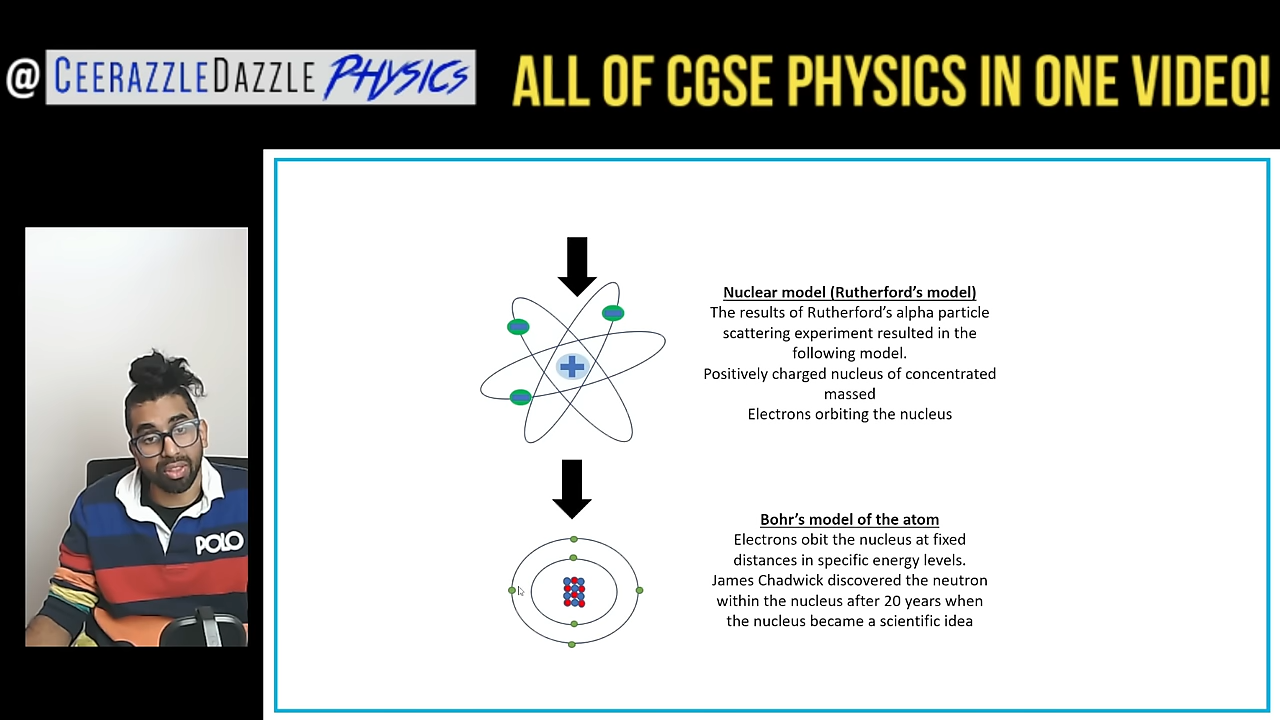 @ CEERAZZLEDAZZLE PHYSICS
ALL OF CGSE PHYSICS IN ONE VIDEO!
Nuclear model (Rutherford's model)
The results of Rutherford's alpha particle
scattering experiment resulted in the
following model.
Positively charged nucleus of concentrated
massed
Electrons orbiting the nucleus
POLO
Bohr's model of the atom
Electrons obit the nucleus at fixed
distances in specific energy levels.
James Chadwick discovered the neutron
within the nucleus after 20 years when
the nucleus became a scientific idea